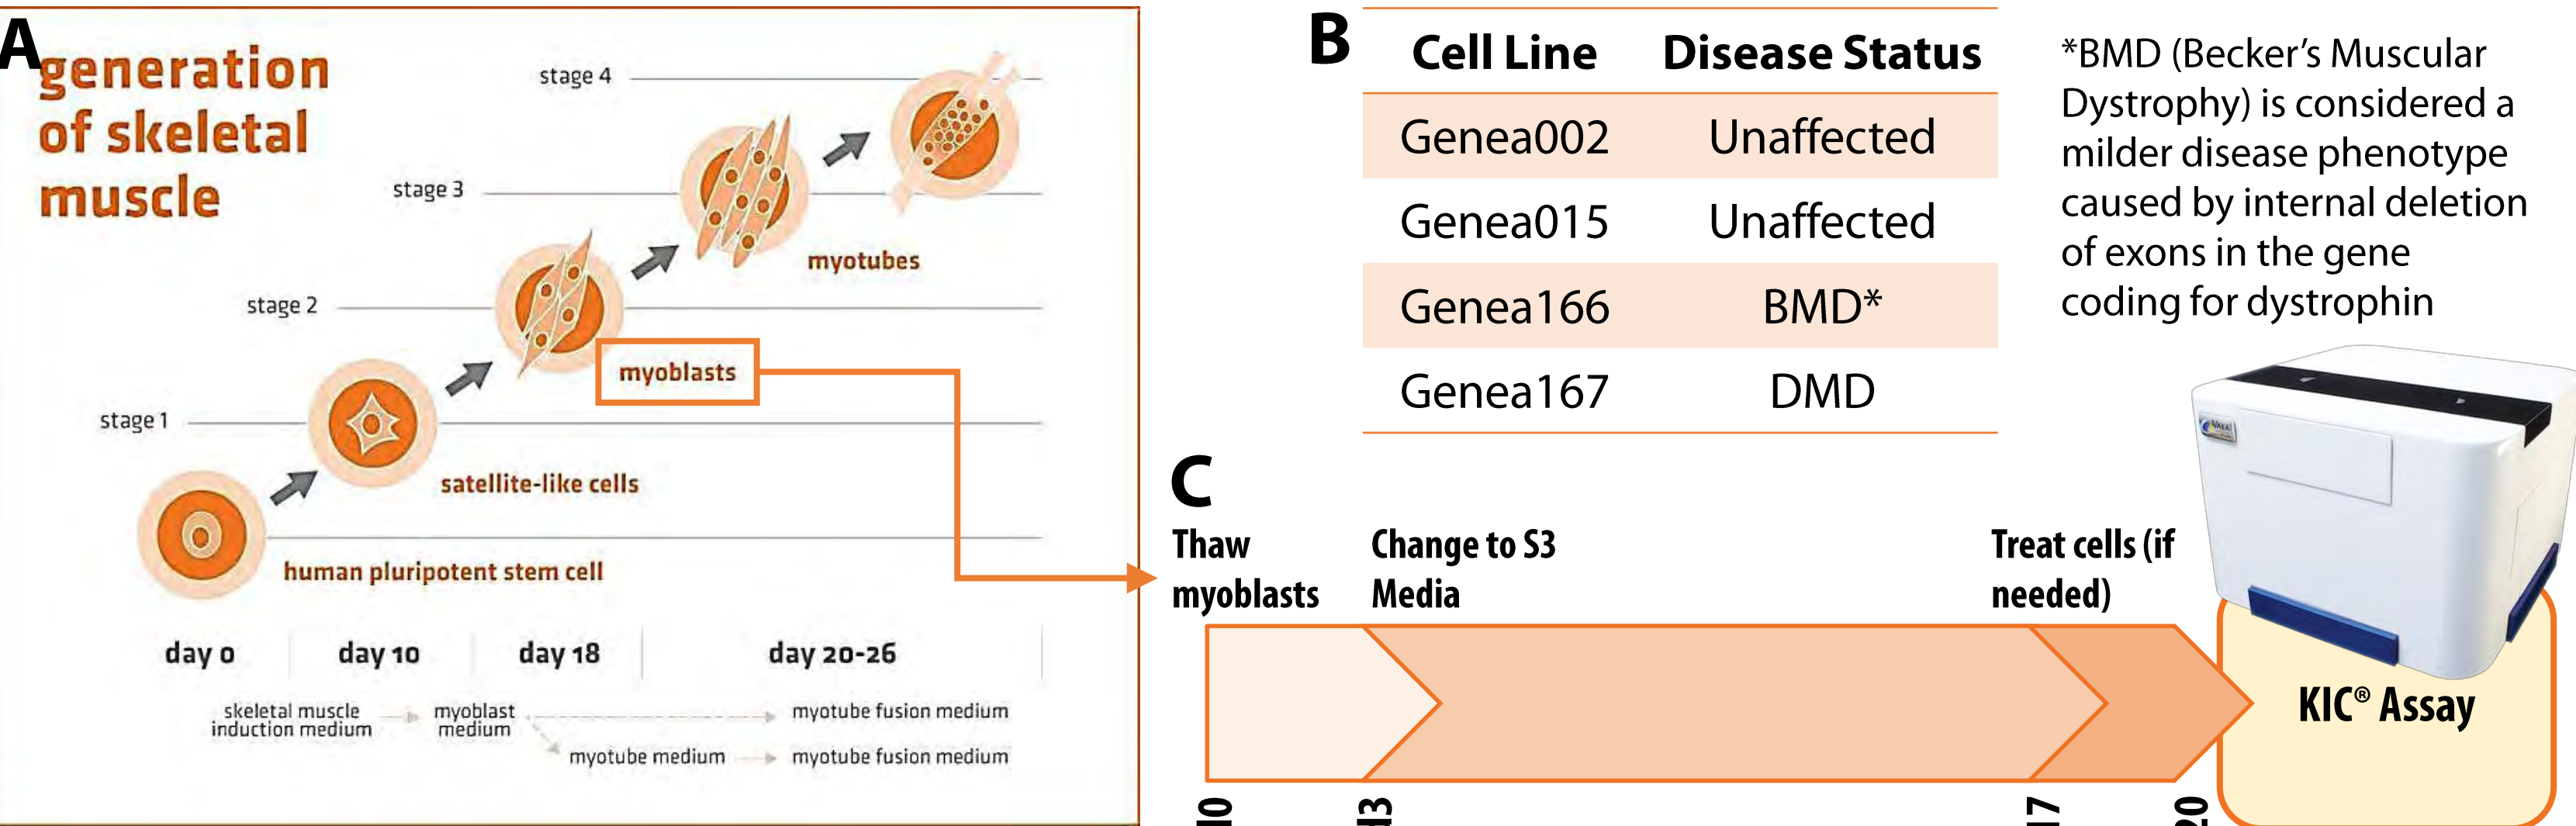 A
generation
of skeletal
muscle
stage 4
stage 3
myotubes
stage 2
myoblasts
stage 1
satellite-like cells
human pluripotent stem cell
day 0
day 10
day 18
day 20-26
skeletal muscle
induction medium
myoblast
medium
myotube fusion medium
myotube medium
myotube fusion medium
B
Cell Line Disease Status
Genea002 Unaffected
Genea015 Unaffected
Genea166 BMD*
Genea167 DMD
*BMD (Becker’s Muscular
Dystrophy) is considered a
milder disease phenotype
caused by internal deletion
of exons in the gene
coding for dystrophin
C
Thaw
myoblasts
Change to S3
Media
Treat cells (if
needed)
KIC® Assay